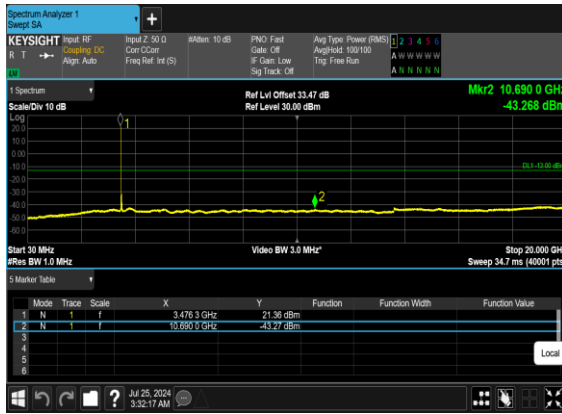 Spectrum Analyzer 1
Swept SA
+
KEYSIGHT Input: RF Input Z: 50 Ω #Atten: 10 dB PNO: Fast Avg Type: Power (RMS) 1 2 3 4 5 6
R T Coupling: DC Corr CCorr Gate: Off Avg|Hold: 100/100 A W W W W W
Align: Auto Freq Ref: Int (S) IF Gain: Low Trig: Free Run
LXI Sig Track: Off A N N N N N
1 Spectrum Ref Lvl Offset 33.47 dB Mkr2 10.690 0 GHz
Scale/Div 10 dB Ref Level 30.00 dBm -43.268 dBm
Log
20.0
10.0
0.00
-10.0
-20.0
-30.0
-40.0
-50.0
-60.0
1
DL1 -13.00 dBm
2
Start 30 MHz Video BW 3.0 MHz* Stop 20.000 GHz
#Res BW 1.0 MHz Sweep 34.7 ms (40001 pts)
5 Marker Table
Mode Trace Scale X Y Function Function Width Function Value
1 N 1 f 3.476 3 GHz 21.36 dBm
2 N 1 f 10.690 0 GHz -43.27 dBm
3
4
5
6
Local
? Jul 25, 2024
3:32:17 AM